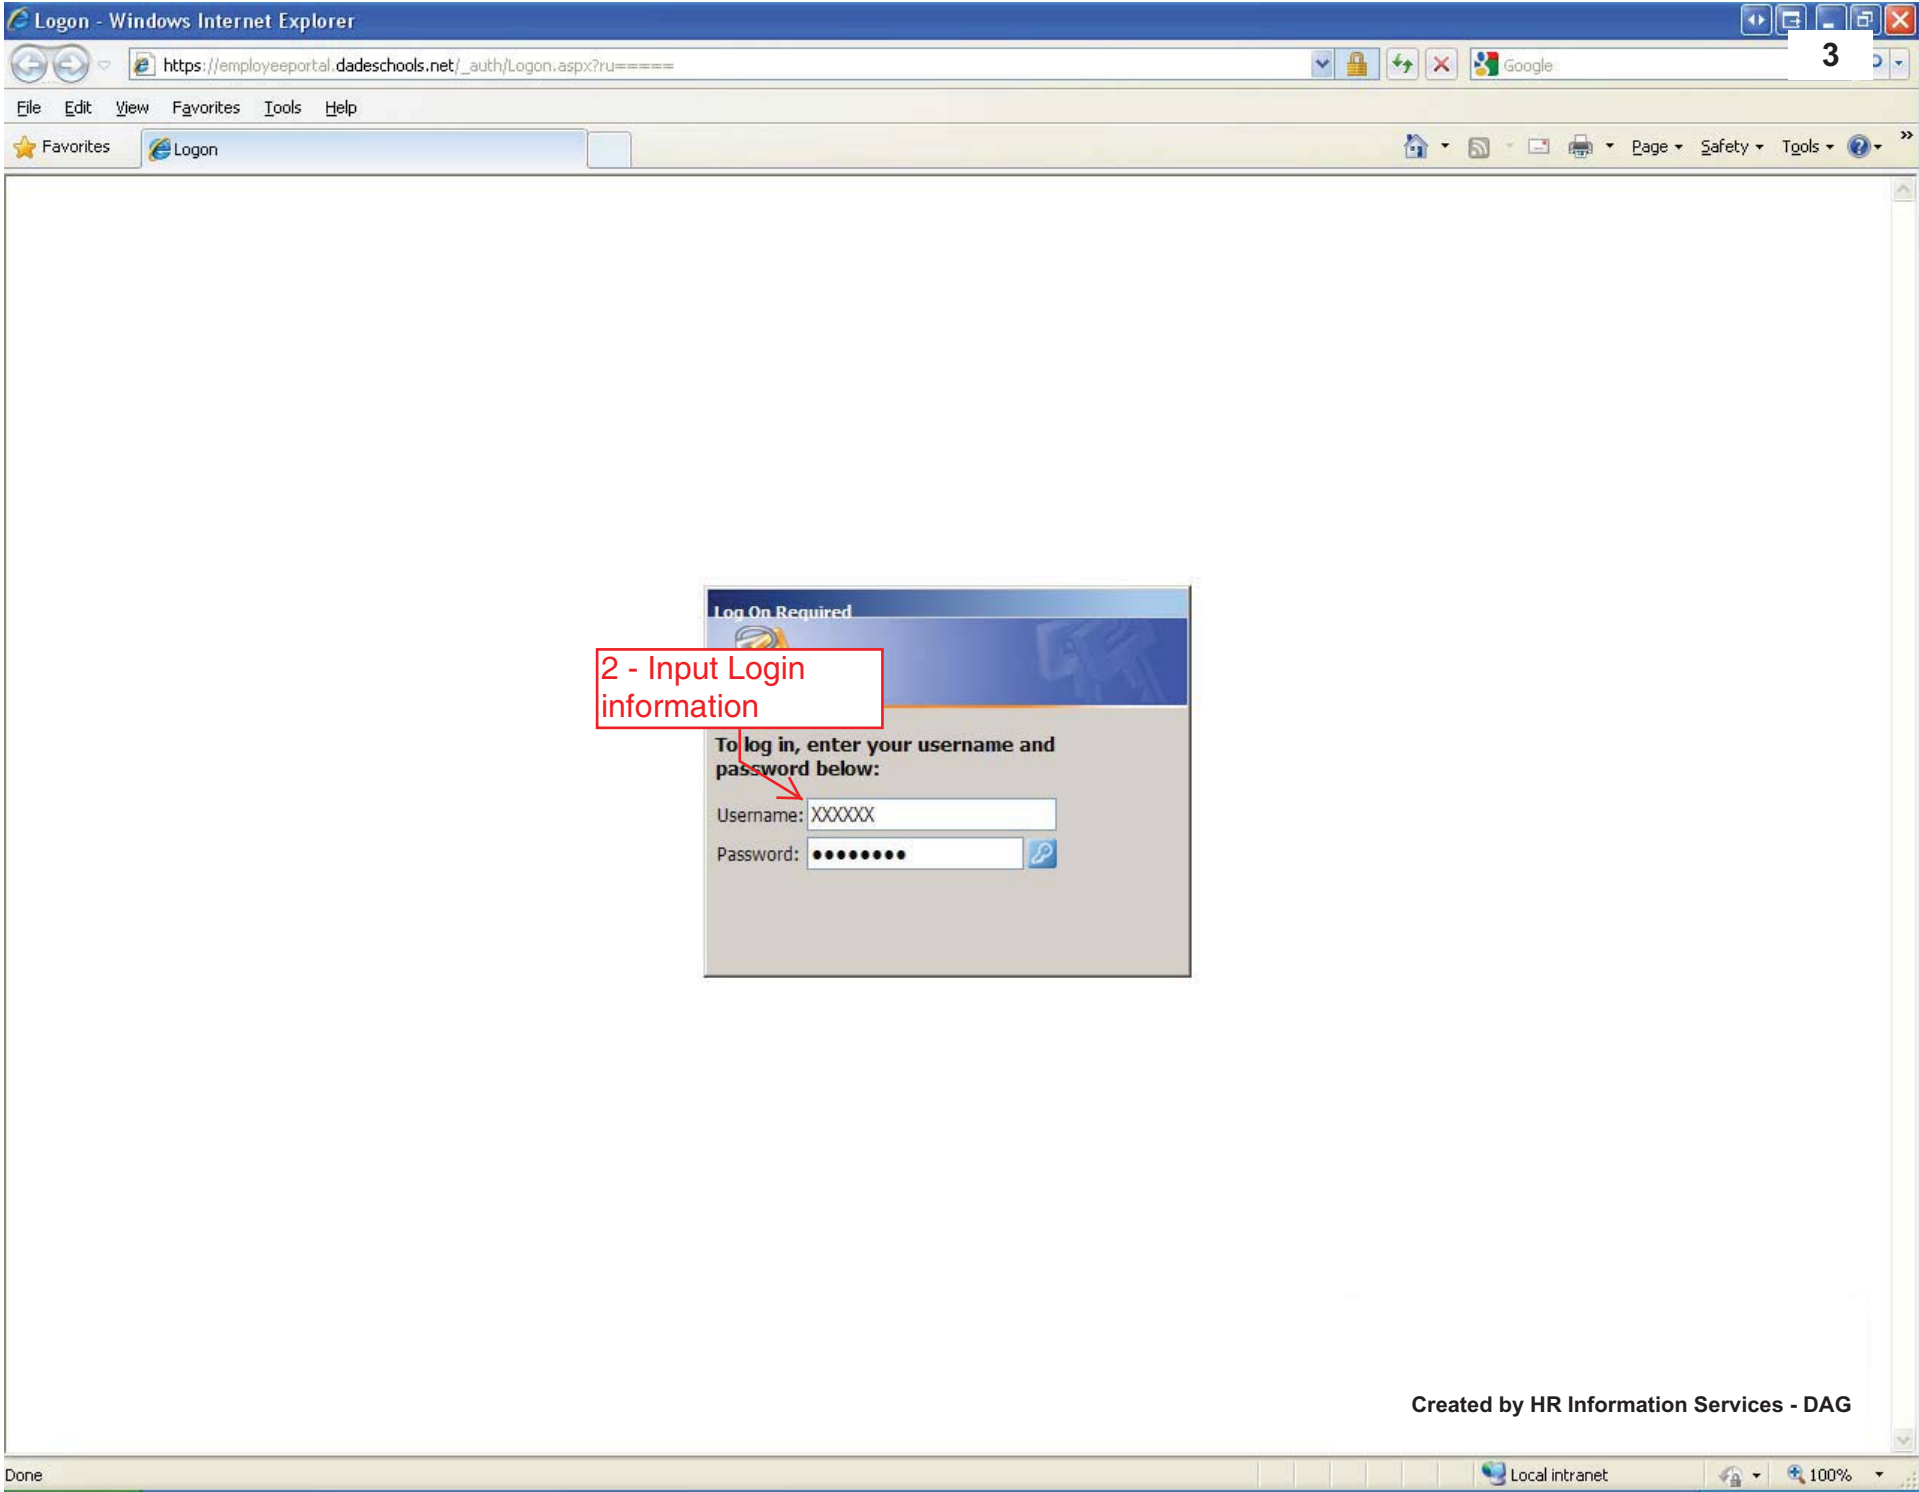 Logon - Windows Internet Explorer
3
https://employeeportal.dadeschools.net/_auth/Logon.aspx?ru=====
Google
File Edit View Favorites Tools Help
Favorites Logon
Page Safety Tools
Log On Required
2 - Input Login
information
To log in, enter your username and
password below:
Username: XXXXXX
Password: ●●●●●●●●
Created by HR Information Services - DAG
Done
Local intranet
100%